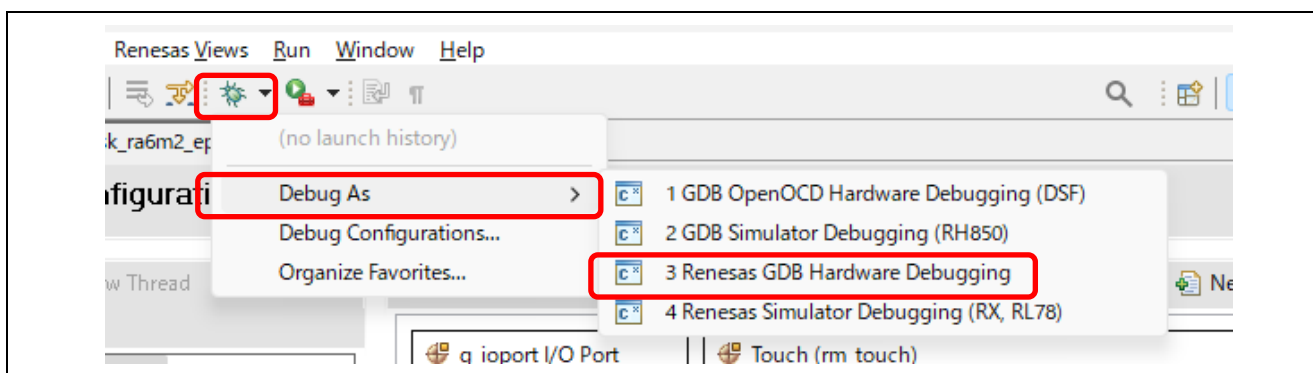 Renesas Views Run Window Help
sk_ra6m2_ep
(no launch history)
nfigurati
Debug As >
1 GDB OpenOCD Hardware Debugging (DSF)
Debug Configurations...
2 GDB Simulator Debugging (RH850)
Organize Favorites...
3 Renesas GDB Hardware Debugging
w Thread
Ne
4 Renesas Simulator Debugging (RX, RL78)
g_ioport I/O Port
Touch (rm_touch)